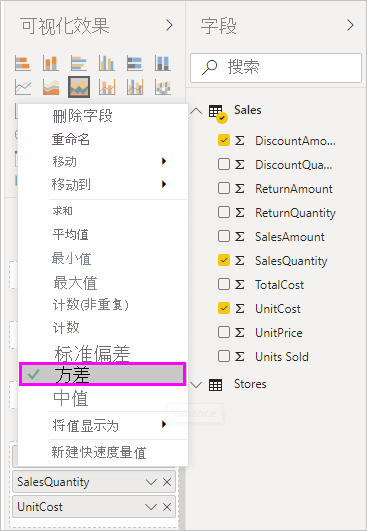 可视化效果
字段
搜索
删除字段
重命名
移动
移动到
求和
平均值
最小值
最大值
计数(非重复)
计数
标准偏差
方差
中值
将值显示为
新建快速度量值
SalesQuantity
UnitCost
Sales
DiscountAmo...
DiscountQua...
ReturnAmount
ReturnQuantity
SalesAmount
SalesQuantity
TotalCost
UnitCost
UnitPrice
Units Sold
Stores
Variance